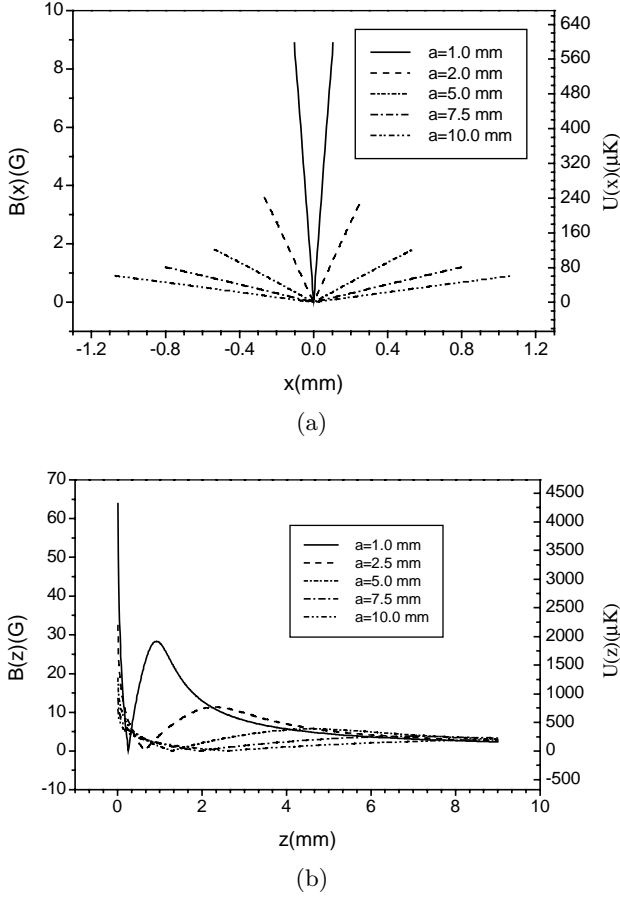 10
8
6
4
2
0
B(x)(G)
680
600
560
480
400
320
240
160
80
0
U(x)(μK)
a=1.0 mm
a=2.0 mm
a=5.0 mm
a=7.5 mm
a=10.0 mm
-1.2 -0.8 -0.4 0.0 0.4 0.8 1.2
x(mm)
(a)
70
60
50
40
30
20
10
0
-10
B(z)(G)
4500
4000
3500
3000
2500
2000
1500
1000
500
0
-500
U(z)(μK)
a=1.0 mm
a=2.5 mm
a=5.0 mm
a=7.5 mm
a=10.0 mm
0 2 4 6 8 10
z(mm)
(b)